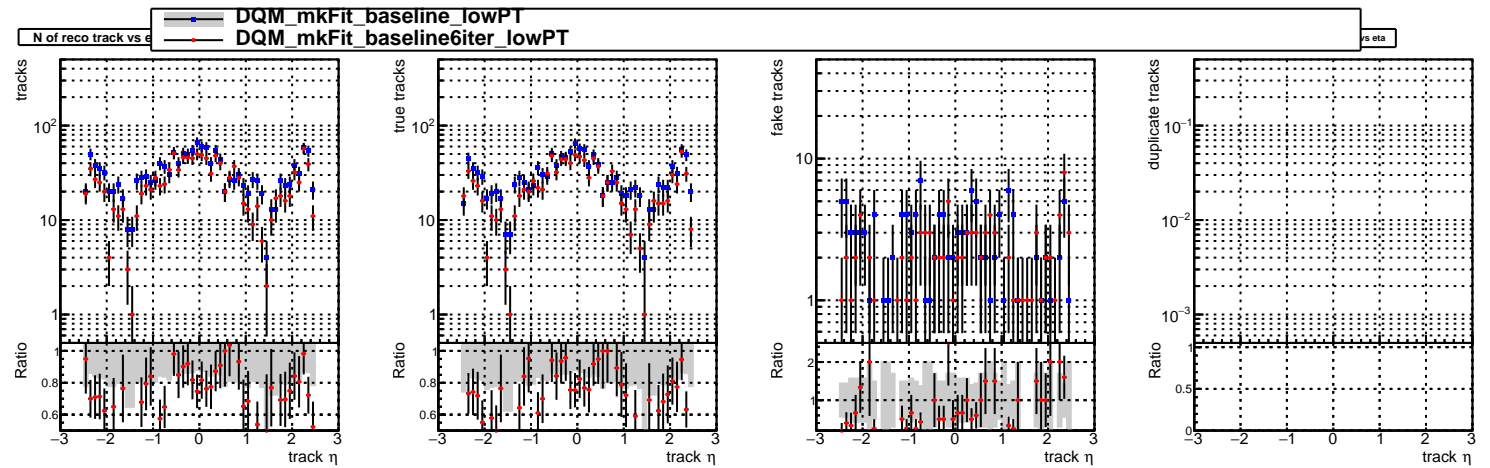 DQM_mkFit_baseline_lowPT
DQM_mkFit_baseline6iter_lowPT
N of reco track vs e
vs eta
tracks
10²
10
1
Ratio
1
0.8
0.6
−3 −2 −1 0 1 2 3
track η
true tracks
10²
10
1
Ratio
1
0.8
0.6
−3 −2 −1 0 1 2 3
track η
fake tracks
10
1
Ratio
2
1
−3 −2 −1 0 1 2 3
track η
duplicate tracks
10⁻¹
10⁻²
10⁻³
Ratio
1
0.5
0
−3 −2 −1 0 1 2 3
track η